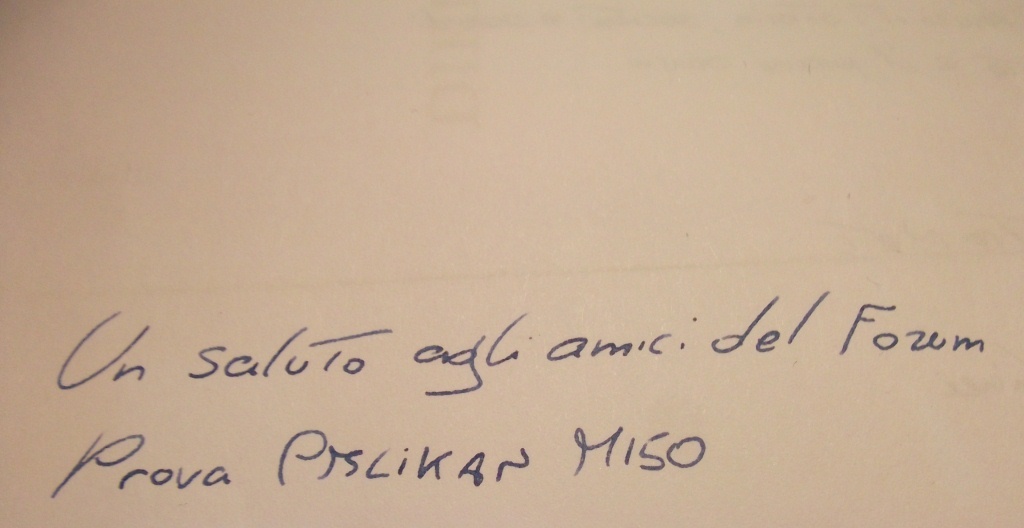 Un saluto agli amici del Forum
Prova PELIKAN M150